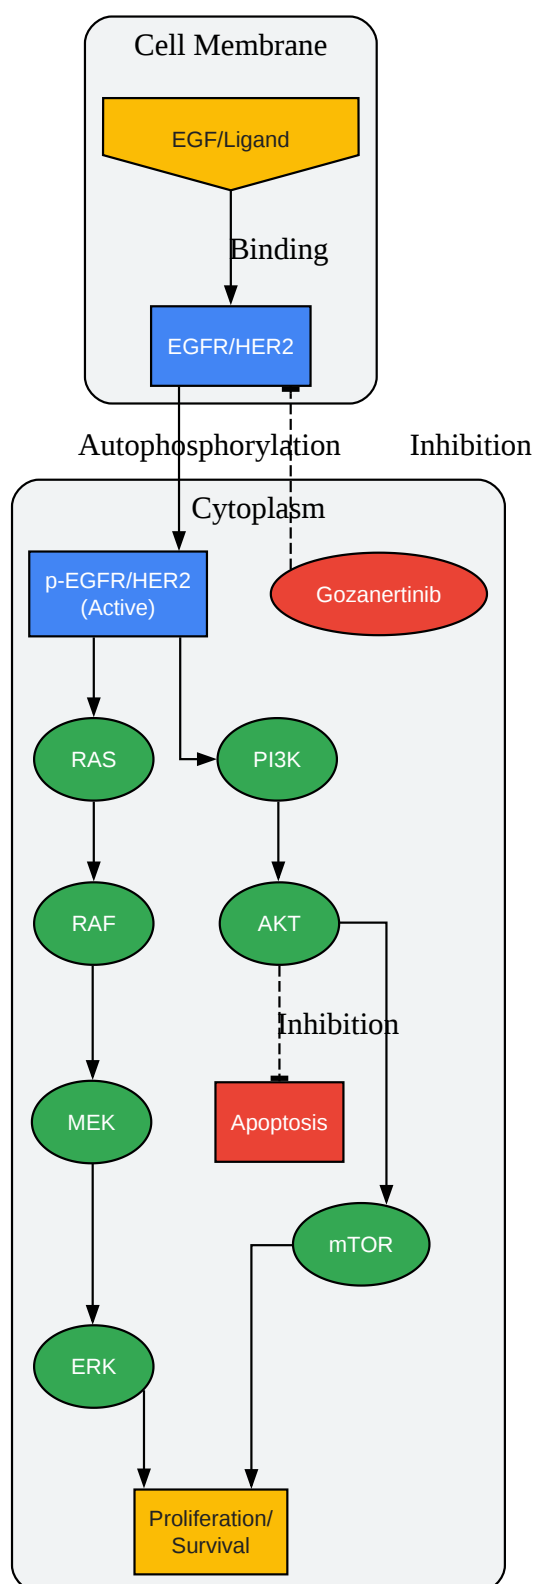 Cell Membrane
EGF/Ligand
Binding
EGFR/HER2
Autophosphorylation
Inhibition
Cytoplasm
p-EGFR/HER2
(Active)
Gozanertinib
RAS
PI3K
RAF
AKT
Inhibition
MEK
Apoptosis
mTOR
ERK
Proliferation/
Survival